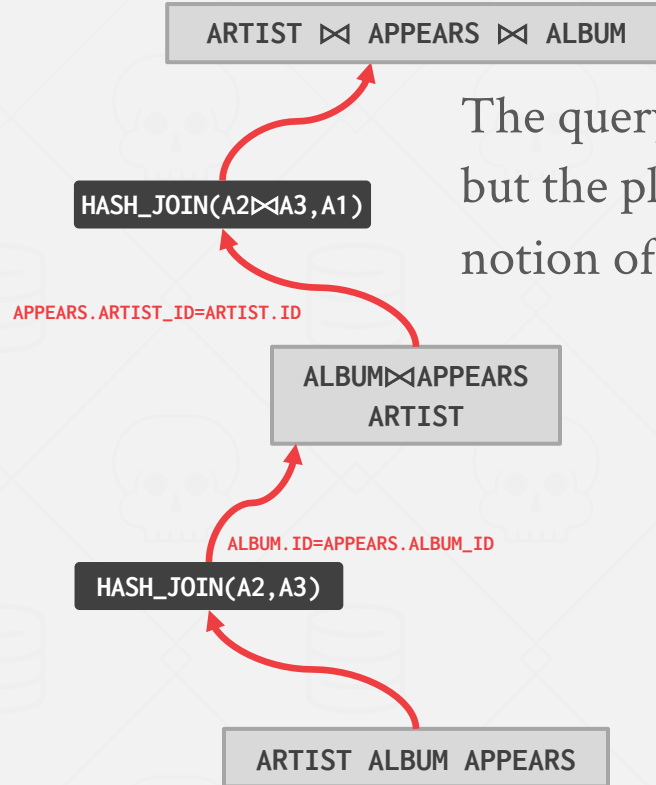 ARTIST ⋈ APPEARS ⋈ ALBUM
The query
but the pl
notion of
HASH_JOIN(A2⋈A3,A1)
APPEARS.ARTIST_ID=ARTIST.ID
ALBUM⋈APPEARS
ARTIST
ALBUM.ID=APPEARS.ALBUM_ID
HASH_JOIN(A2,A3)
ARTIST ALBUM APPEARS